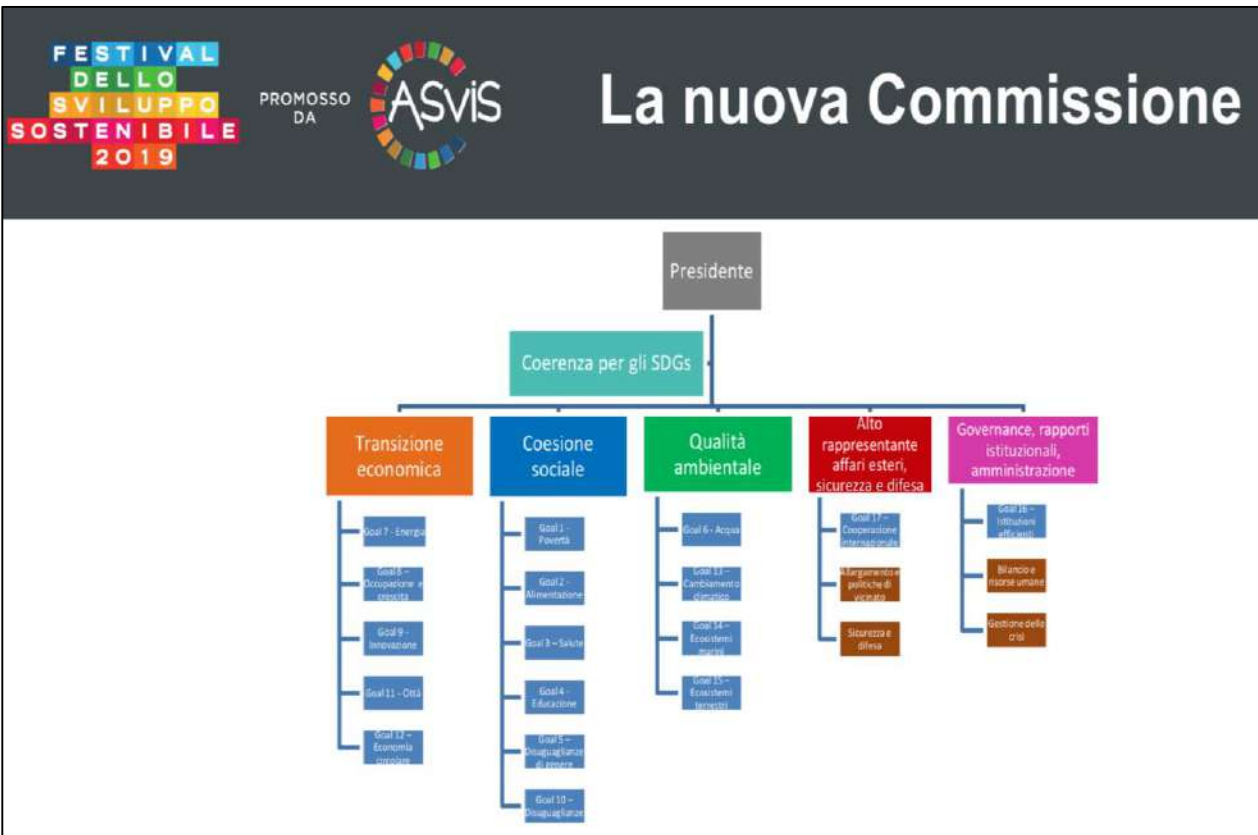 FESTIVAL
DELLO
SVILUPPO
SOSTENIBILE
2019
PROMOSSO
DA
ASviS
La nuova Commissione
Presidente
Coerenza per gli SDGs
Transizione
economica
Goal 7 - Energia
Goal 8 –
Occupazione e
crescita
Goal 9 -
Innovazione
Goal 11 - Città
Goal 12 –
Economia
circolare
Coesione
sociale
Goal 1 -
Povertà
Goal 2 -
Alimentazione
Goal 3 – Salute
Goal 4 -
Educazione
Goal 5 –
Disuguaglianze
di genere
Goal 10 –
Disuguaglianze
Qualità
ambientale
Goal 6 - Acqua
Goal 13 –
Cambiamento
climatico
Goal 14 –
Ecosistemi
marini
Goal 15 –
Ecosistemi
terrestri
Alto
rappresentante
affari esteri,
sicurezza e difesa
Goal 17 –
Cooperazione
internazionale
Allargamento e
politiche di
vicinato
Sicurezza e
difesa
Governance, rapporti
istituzionali,
amministrazione
Goal 16 –
Istituzioni
efficienti
Bilancio e
risorse umane
Gestione delle
crisi